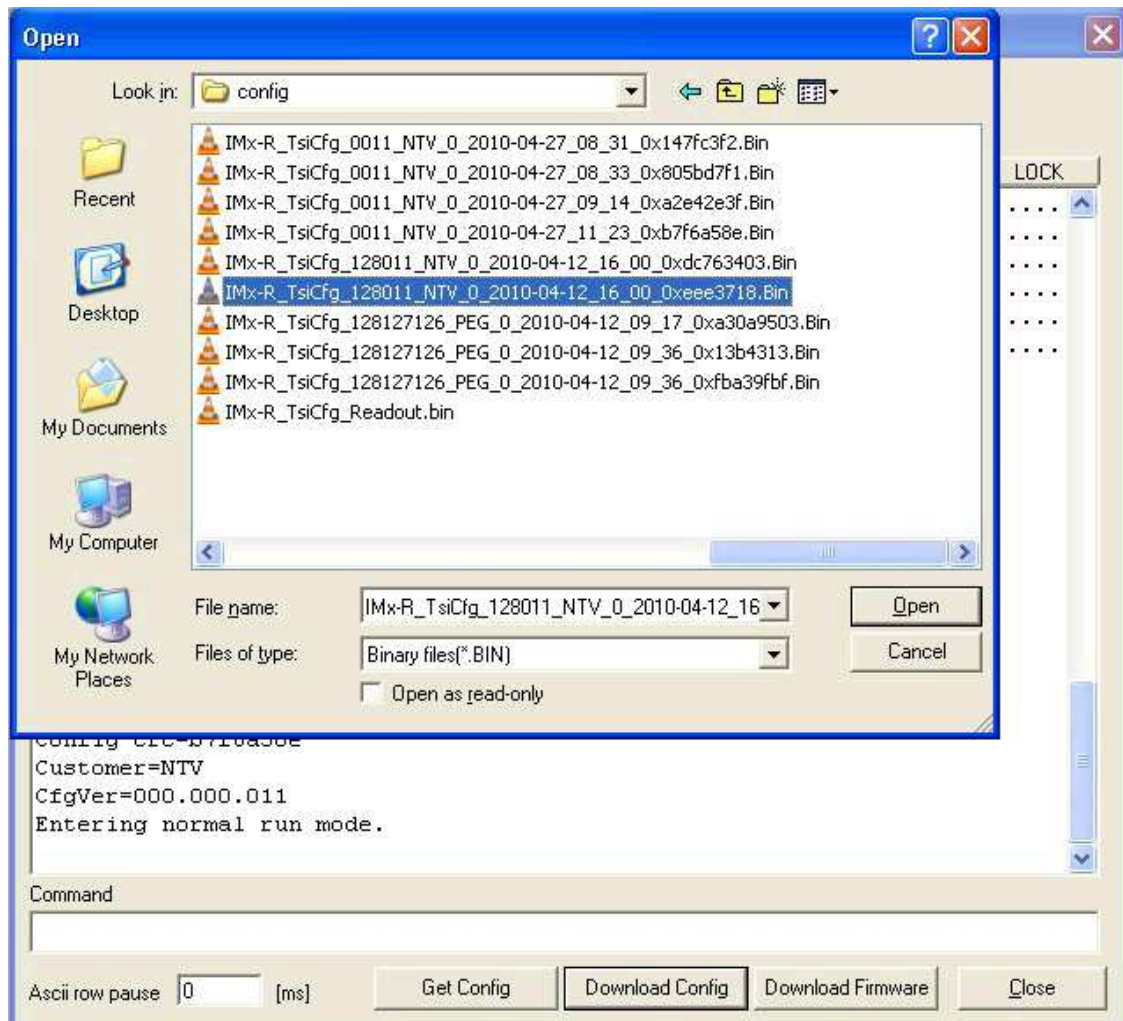 Open
Look in: config
LOCK
Recent
Desktop
My Documents
My Computer
My Network Places
IMx-R_TsiCfg_0011_NTV_0_2010-04-27_08_31_0x147fc3f2.Bin
IMx-R_TsiCfg_0011_NTV_0_2010-04-27_08_33_0x805bd7f1.Bin
IMx-R_TsiCfg_0011_NTV_0_2010-04-27_09_14_0xa2e42e3f.Bin
IMx-R_TsiCfg_0011_NTV_0_2010-04-27_11_23_0xb7f6a58e.Bin
IMx-R_TsiCfg_128011_NTV_0_2010-04-12_16_00_0xdc763403.Bin
IMx-R_TsiCfg_128011_NTV_0_2010-04-12_16_00_0xeee3718.Bin
IMx-R_TsiCfg_128127126_PEG_0_2010-04-12_09_17_0xa30a9503.Bin
IMx-R_TsiCfg_128127126_PEG_0_2010-04-12_09_36_0x13b4313.Bin
IMx-R_TsiCfg_128127126_PEG_0_2010-04-12_09_36_0xfba39fbf.Bin
IMx-R_TsiCfg_Readout.bin
....
....
....
....
....
....
File name: IMx-R_TsiCfg_128011_NTV_0_2010-04-12_16 Open
Files of type: Binary files(*.BIN) Cancel
Open as read-only
Config crc=b7f6a58e
Customer=NTV
CfgVer=000.000.011
Entering normal run mode.
Command
Ascii row pause 0 [ms] Get Config Download Config Download Firmware Close